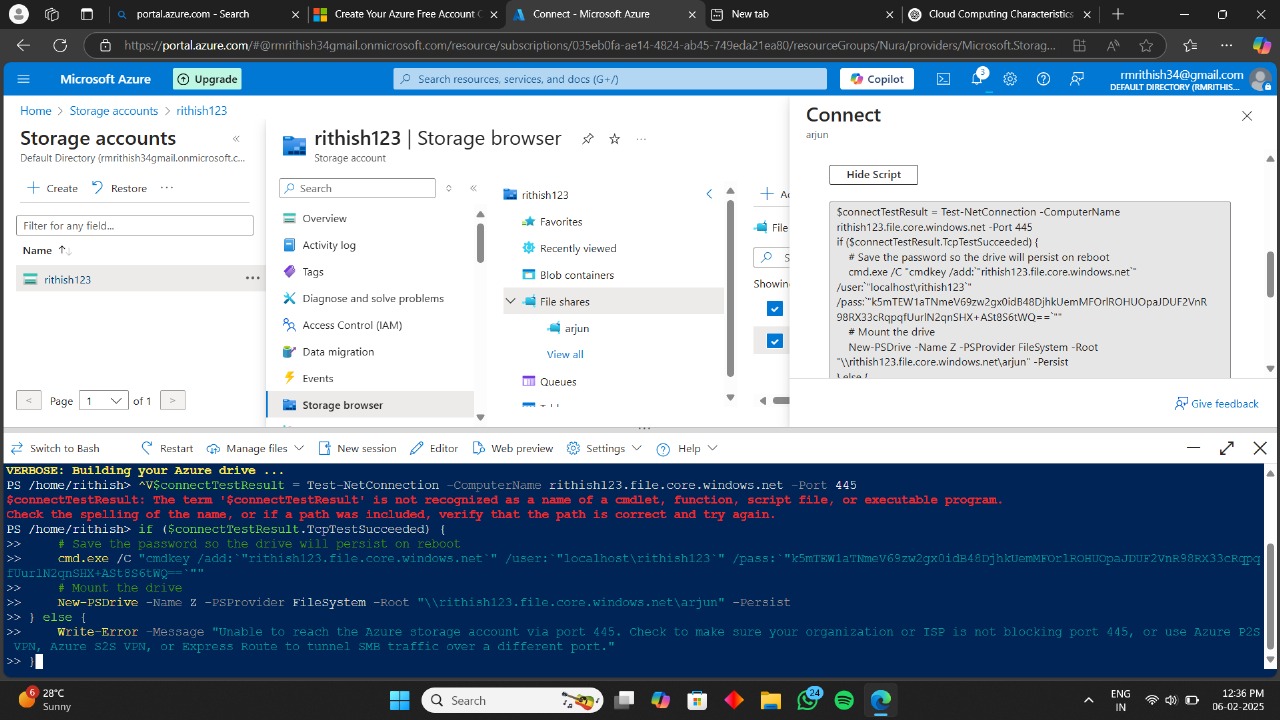 portal.azure.com - Search
Create Your Azure Free Account C
Connect - Microsoft Azure
New tab
Cloud Computing Characteristics
https://portal.azure.com/#@rmrithish34gmail.onmicrosoft.com/resource/subscriptions/035eb0fa-ae14-4824-ab45-749eda21ea80/resourceGroups/Nura/providers/Microsoft.Storag...
Microsoft Azure
Upgrade
Search resources, services, and docs (G+/)
Copilot
3
rmrithish34@gmail.com
DEFAULT DIRECTORY (RMRITHIS...
Home > Storage accounts > rithish123
Storage accounts
Default Directory (rmrithish34gmail.onmicrosoft.c...
+ Create
Restore
...
Filter for any field...
Name
rithish123
...
< Page 1 of 1 >
rithish123 | Storage browser
...
Storage account
Search
Overview
Activity log
Tags
Diagnose and solve problems
Access Control (IAM)
Data migration
Events
Storage browser
rithish123
Favorites
Recently viewed
Blob containers
File shares
arjun
View all
Queues
File
Showin
Connect
arjun
Hide Script
$connectTestResult = Test-NetConnection -ComputerName
rithish123.file.core.windows.net -Port 445
if ($connectTestResult.TcpTestSucceeded) {
# Save the password so the drive will persist on reboot
cmd.exe /C "cmdkey /add:`"rithish123.file.core.windows.net`"
/user:`"localhost\rithish123`"
/pass:`"k5mTEW1aTNmeV69zw2gx0idB48DjhkUemMFOrlROHUOpaJDUF2VnR
98RX33cRqpqfUurlN2qnSHX+ASt8S6tWQ==`""
# Mount the drive
New-PSDrive -Name Z -PSProvider FileSystem -Root
"\\rithish123.file.core.windows.net\arjun" -Persist
} else {
Give feedback
Switch to Bash
Restart
Manage files
New session
Editor
Web preview
Settings
Help
VERBOSE: Building your Azure drive ...
PS /home/rithish> ^V$connectTestResult = Test-NetConnection -ComputerName rithish123.file.core.windows.net -Port 445
$connectTestResult: The term '$connectTestResult' is not recognized as a name of a cmdlet, function, script file, or executable program.
Check the spelling of the name, or if a path was included, verify that the path is correct and try again.
PS /home/rithish> if ($connectTestResult.TcpTestSucceeded) {
>> # Save the password so the drive will persist on reboot
>> cmd.exe /C "cmdkey /add:`"rithish123.file.core.windows.net`" /user:`"localhost\rithish123`" /pass:`"k5mTEW1aTNmeV69zw2gx0idB48DjhkUemMFOrlROHUOpaJDUF2VnR98RX33cRqpq
fUurlN2qnSHX+ASt8S6tWQ==`""
>> # Mount the drive
>> New-PSDrive -Name Z -PSProvider FileSystem -Root "\\rithish123.file.core.windows.net\arjun" -Persist
>> } else {
>> Write-Error -Message "Unable to reach the Azure storage account via port 445. Check to make sure your organization or ISP is not blocking port 445, or use Azure P2S
VPN, Azure S2S VPN, or Express Route to tunnel SMB traffic over a different port."
>> }
6
28°C
Sunny
Search
24
ENG
IN
12:36 PM
06-02-2025